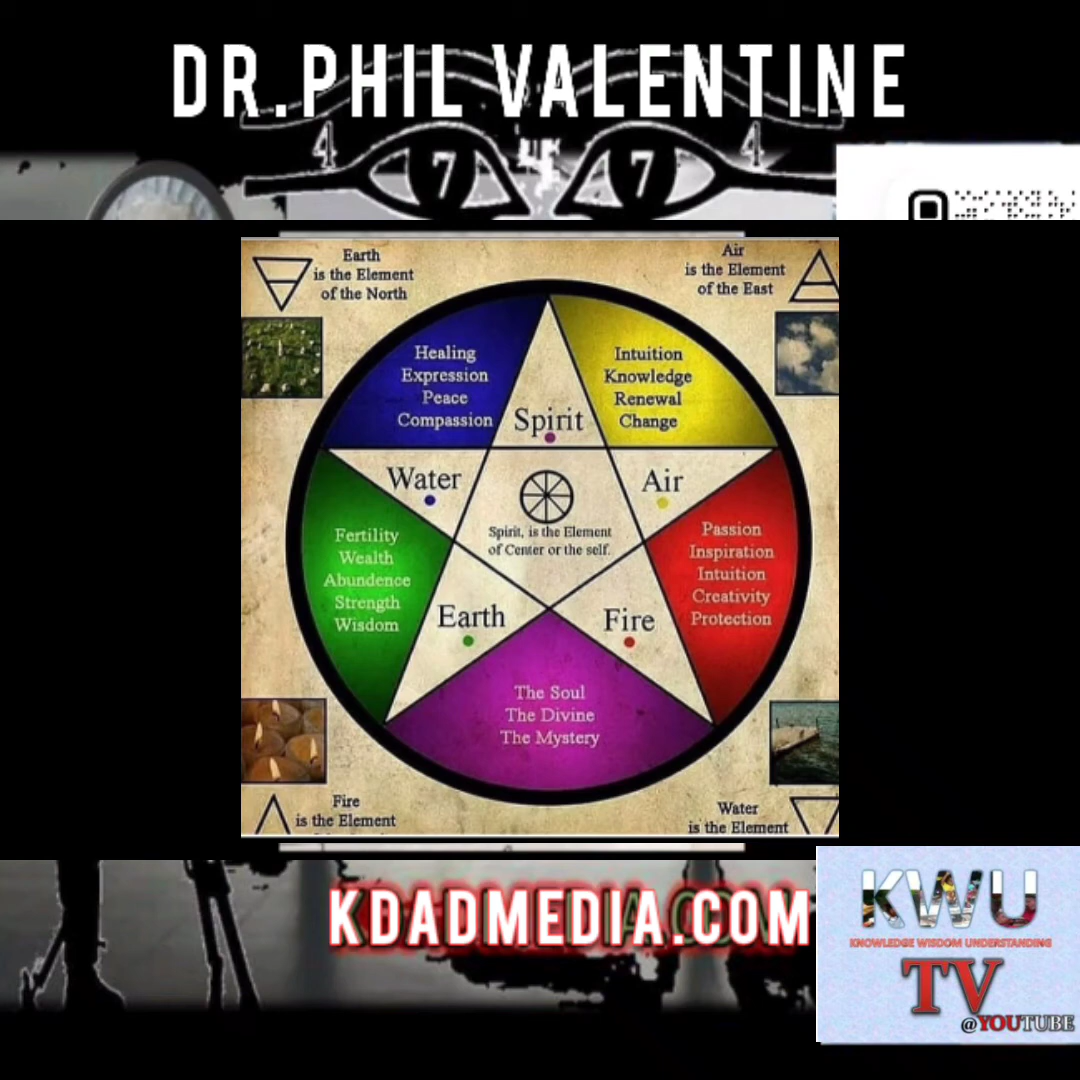 DR.PHIL VALENTINE
4
7
7
4
Earth
is the Element
of the North
Air
is the Element
of the East
Healing
Expression
Peace
Compassion
Intuition
Knowledge
Renewal
Change
Spirit
Water
Air
Spirit, is the Element
of Center or the self.
Fertility
Wealth
Abundence
Strength
Wisdom
Passion
Inspiration
Intuition
Creativity
Protection
Earth
Fire
The Soul
The Divine
The Mystery
Fire
is the Element
Water
is the Element
KDADMEDIA.COM
KWU
KNOWLEDGE WISDOM UNDERSTANDING
TV
@YOUTUBE